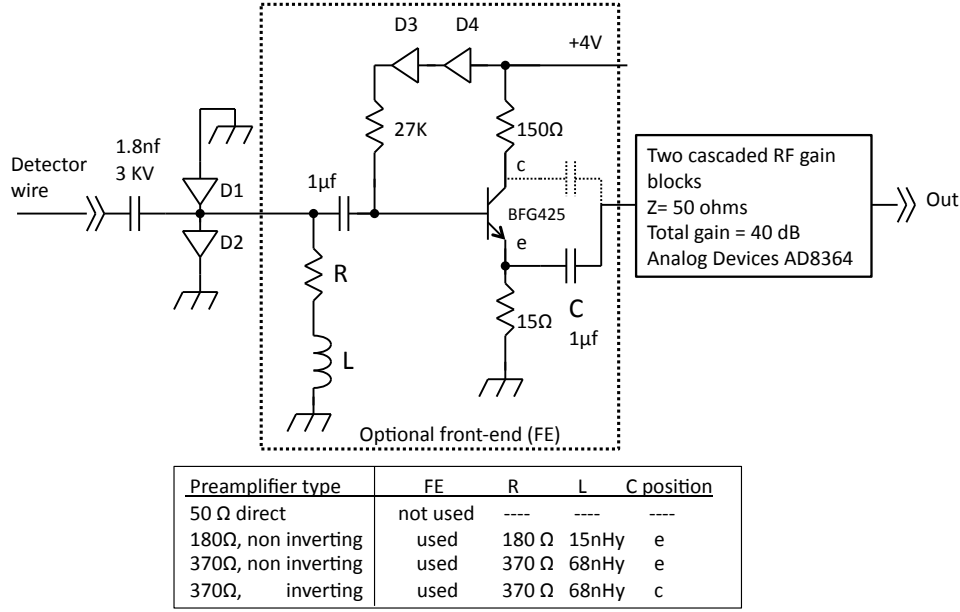 D3 D4
+4V
27K
150Ω
1.8nf
3 KV
Detector
wire
D1
1µf
c
BFG425
Two cascaded RF gain
blocks
Z= 50 ohms
Total gain = 40 dB
Analog Devices AD8364
Out
D2
e
R
C
15Ω
1µf
L
Optional front-end (FE)
Preamplifier type FE R L C position
50 Ω direct not used ---- ---- ----
180Ω, non inverting used 180 Ω 15nHy e
370Ω, non inverting used 370 Ω 68nHy e
370Ω, inverting used 370 Ω 68nHy c